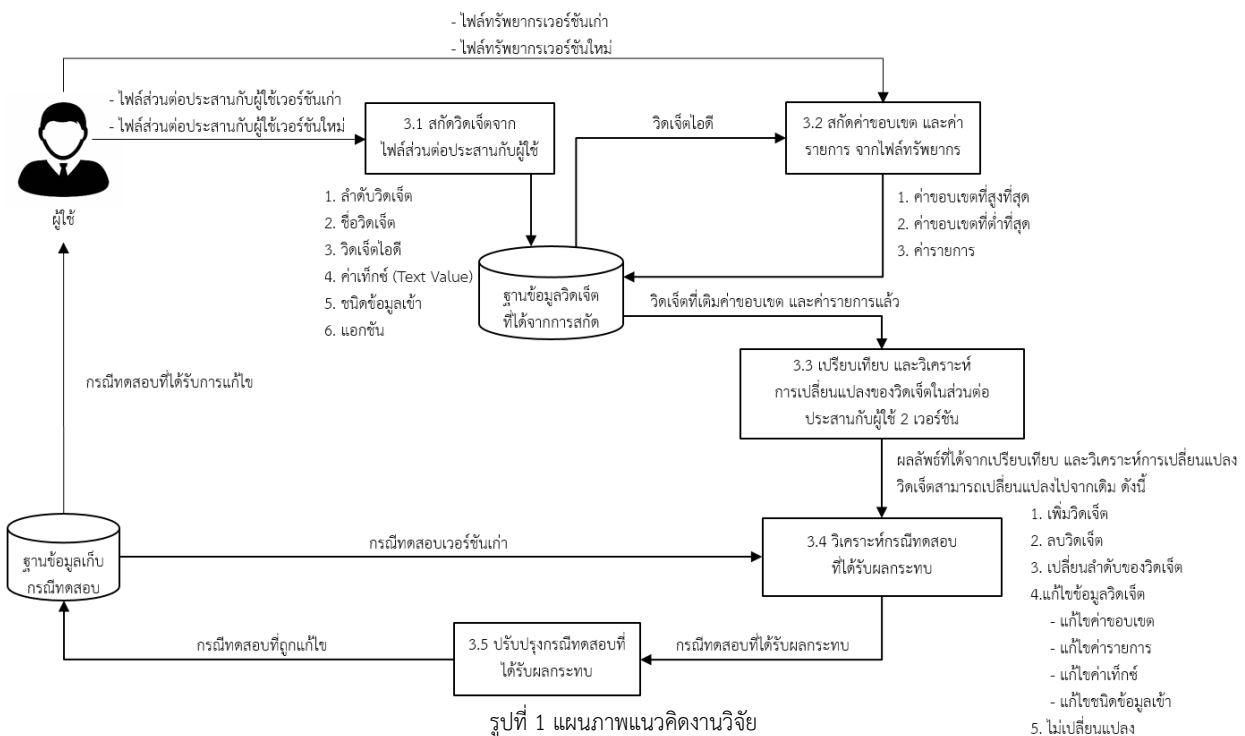 - ไฟล์ทรัพยากรเวอร์ชันเก่า
- ไฟล์ทรัพยากรเวอร์ชันใหม่
- ไฟล์ส่วนต่อประสานกับผู้ใช้เวอร์ชันเก่า
- ไฟล์ส่วนต่อประสานกับผู้ใช้เวอร์ชันใหม่
ผู้ใช้
3.1 สกัดวิดเจ็ตจาก
ไฟล์ส่วนต่อประสานกับผู้ใช้
วิดเจ็ตไอดี
3.2 สกัดค่าขอบเขต และค่า
รายการ จากไฟล์ทรัพยากร
1. ลำดับวิดเจ็ต
2. ชื่อวิดเจ็ต
3. วิดเจ็ตไอดี
4. ค่าเท็กซ์ (Text Value)
5. ชนิดข้อมูลเข้า
6. แอกชัน
1. ค่าขอบเขตที่สูงที่สุด
2. ค่าขอบเขตที่ต่ำที่สุด
3. ค่ารายการ
ฐานข้อมูลวิดเจ็ต
ที่ได้จากการสกัด
วิดเจ็ตที่เติมค่าขอบเขต และค่ารายการแล้ว
3.3 เปรียบเทียบ และวิเคราะห์
การเปลี่ยนแปลงของวิดเจ็ตในส่วนต่อ
ประสานกับผู้ใช้ 2 เวอร์ชัน
กรณีทดสอบที่ได้รับการแก้ไข
ผลลัพธ์ที่ได้จากเปรียบเทียบ และวิเคราะห์การเปลี่ยนแปลง
วิดเจ็ตสามารถเปลี่ยนแปลงไปจากเดิม ดังนี้
1. เพิ่มวิดเจ็ต
2. ลบวิดเจ็ต
3. เปลี่ยนลำดับของวิดเจ็ต
4.แก้ไขข้อมูลวิดเจ็ต
- แก้ไขค่าขอบเขต
- แก้ไขค่ารายการ
- แก้ไขค่าเท็กซ์
- แก้ไขชนิดข้อมูลเข้า
5. ไม่เปลี่ยนแปลง
ฐานข้อมูลเก็บ
กรณีทดสอบ
กรณีทดสอบเวอร์ชันเก่า
3.4 วิเคราะห์กรณีทดสอบ
ที่ได้รับผลกระทบ
กรณีทดสอบที่ถูกแก้ไข
3.5 ปรับปรุงกรณีทดสอบที่
ได้รับผลกระทบ
กรณีทดสอบที่ได้รับผลกระทบ
รูปที่ 1 แผนภาพแนวคิดงานวิจัย